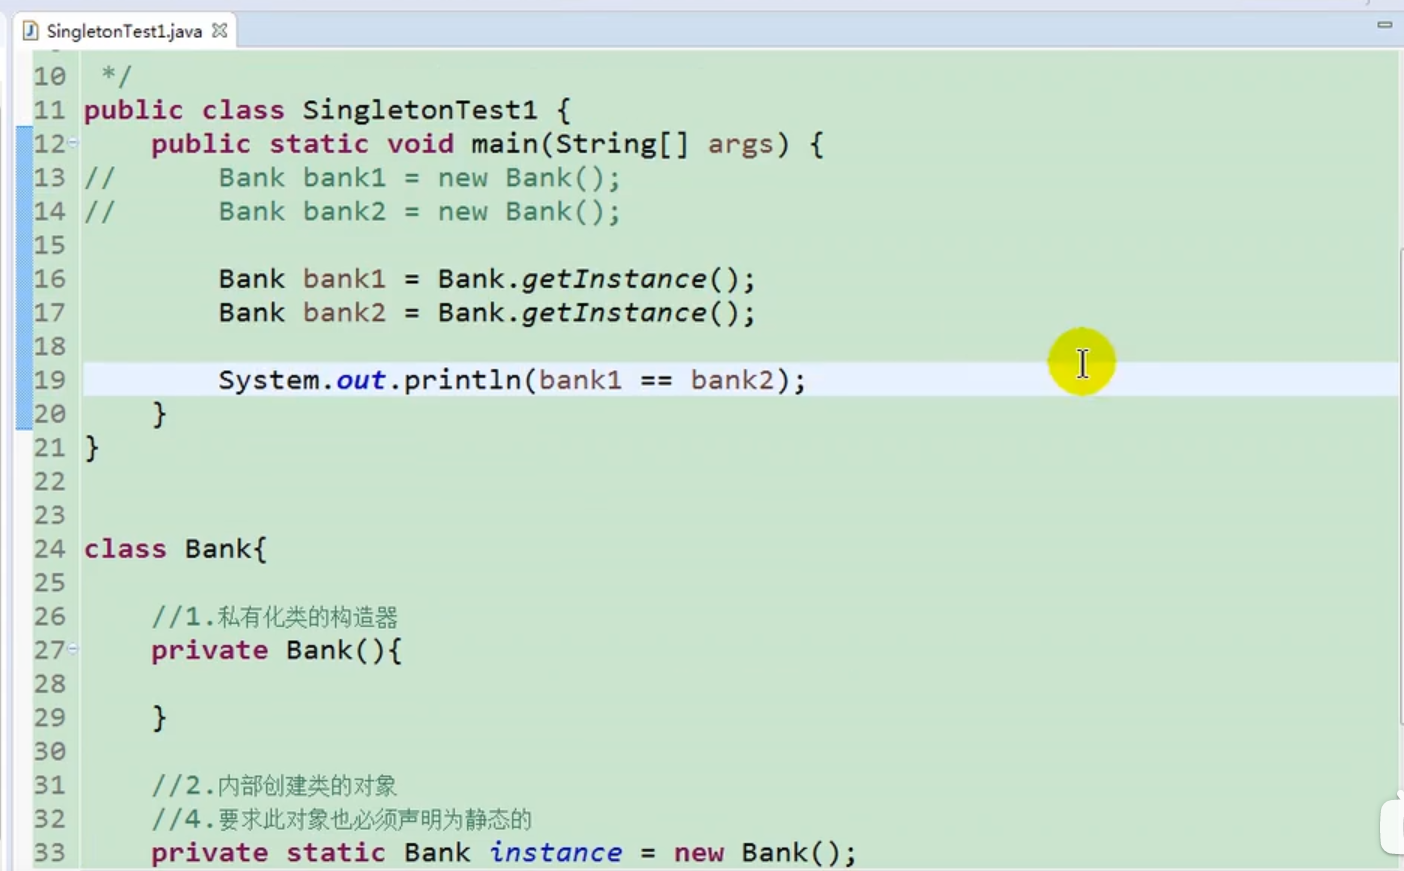 SingletonTest1.java
10 */
11 public class SingletonTest1 {
12 public static void main(String[] args) {
13 // Bank bank1 = new Bank();
14 // Bank bank2 = new Bank();
15
16 Bank bank1 = Bank.getInstance();
17 Bank bank2 = Bank.getInstance();
18
19 System.out.println(bank1 == bank2);
20 }
21 }
22
23
24 class Bank{
25
26 //1.私有化类的构造器
27 private Bank(){
28
29 }
30
31 //2.内部创建类的对象
32 //4.要求此对象也必须声明为静态的
33 private static Bank instance = new Bank();